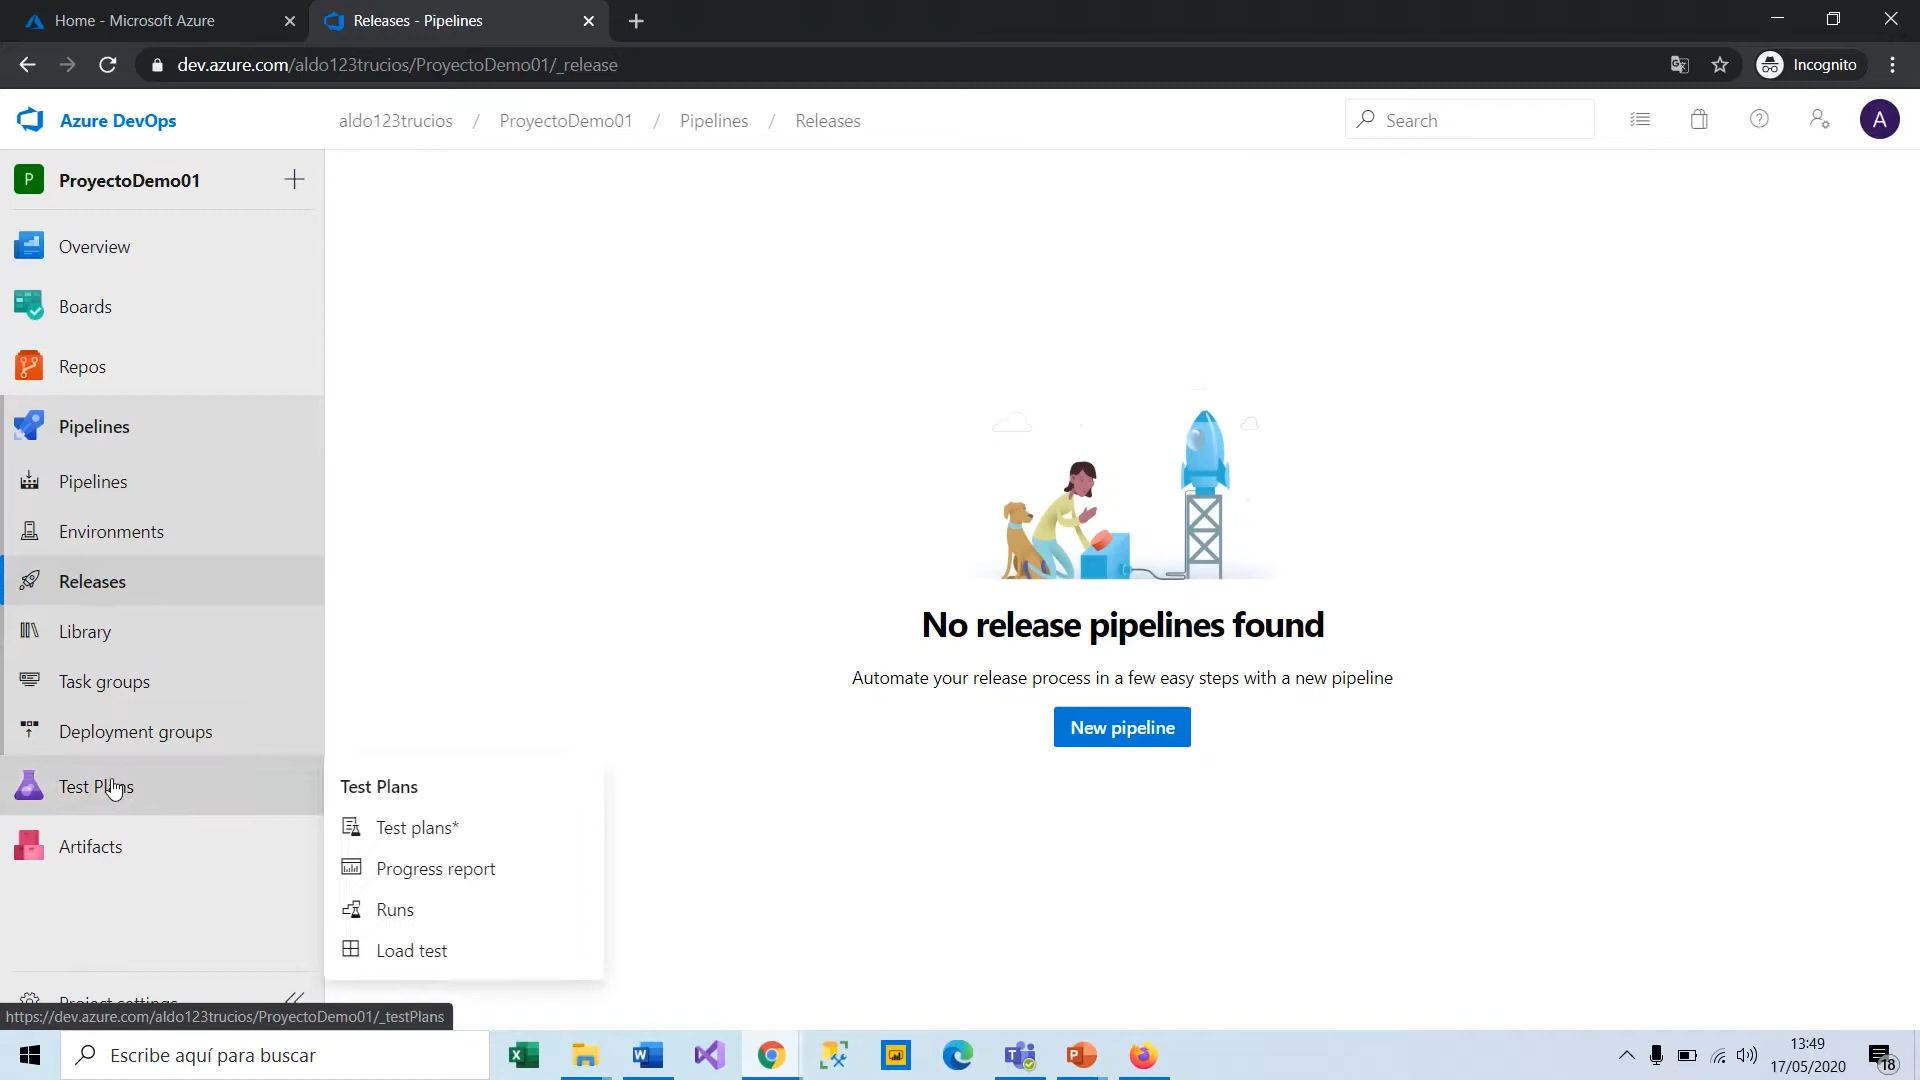 Home - Microsoft Azure
Releases - Pipelines
dev.azure.com/aldo123trucios/ProyectoDemo01/_release
Incognito
Azure DevOps
aldo123trucios / ProyectoDemo01 / Pipelines / Releases
Search
A
P ProyectoDemo01
Overview
Boards
Repos
Pipelines
Pipelines
Environments
Releases
Library
Task groups
Deployment groups
Test Plans
Artifacts
Project settings
Test Plans
Test plans*
Progress report
Runs
Load test
No release pipelines found
Automate your release process in a few easy steps with a new pipeline
New pipeline
https://dev.azure.com/aldo123trucios/ProyectoDemo01/_testPlans
Escribe aquí para buscar
13:49
17/05/2020
18